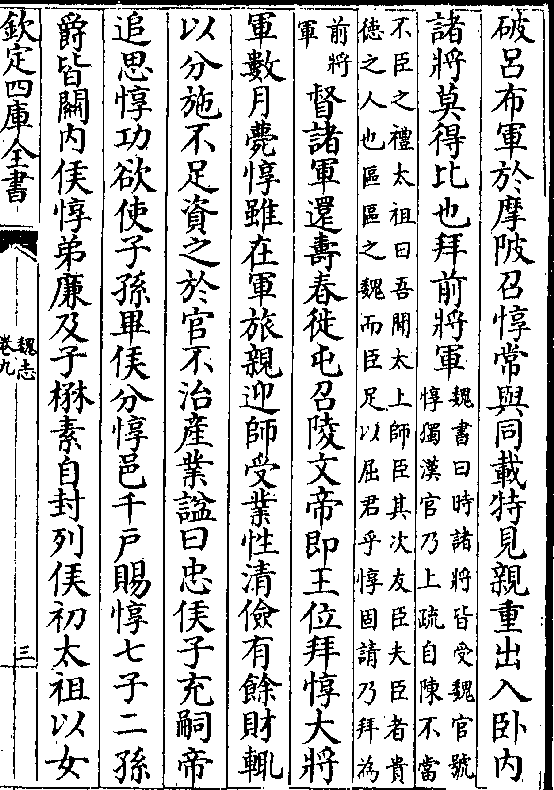 破呂布軍於摩陂召惇常與同載特見親重出入卧内
諸將莫得比也拜前將軍
魏書曰時諸將皆受魏官號
惇獨漢官乃上疏自陳不當
不臣之禮太祖曰吾聞太上師臣其次友臣夫臣者貴
徳之人也區區之魏而臣足以屈君乎惇固請乃拜為
前將
軍
督諸軍還壽春徙屯召陵文帝即王位拜惇大將
軍數月薨惇雖在軍旅親迎師受業性清儉有餘財輒
以分施不足資之於官不治産業諡曰忠侯子充嗣帝
追思惇功欲使子孫畢侯分惇邑千戸賜惇七子二孫
爵皆關内侯惇弟廉及子楙素自封列侯初太祖以女
欽定四庫全書
魏志
卷九
三